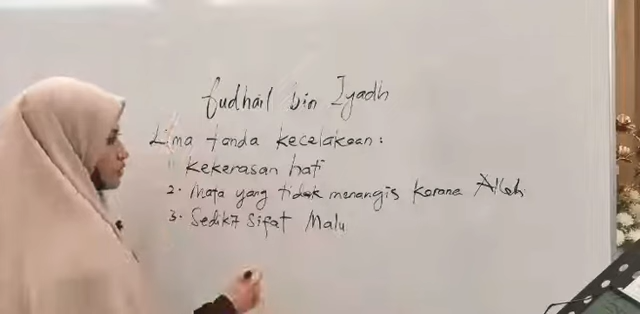 fudhail bin Iyadh
Lima tanda kecelakaan:
1. kekerasan hati
2. Mata yang tidak menangis karena Allah
3. Sedikit Sifat Malu